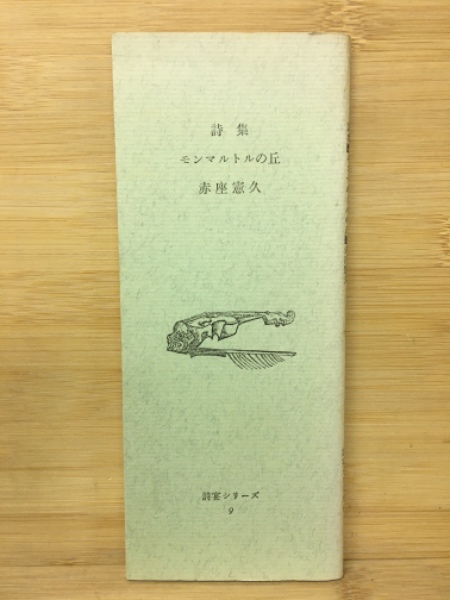 詩集
モンマルトルの丘
赤座憲久
詩宴シリーズ
9